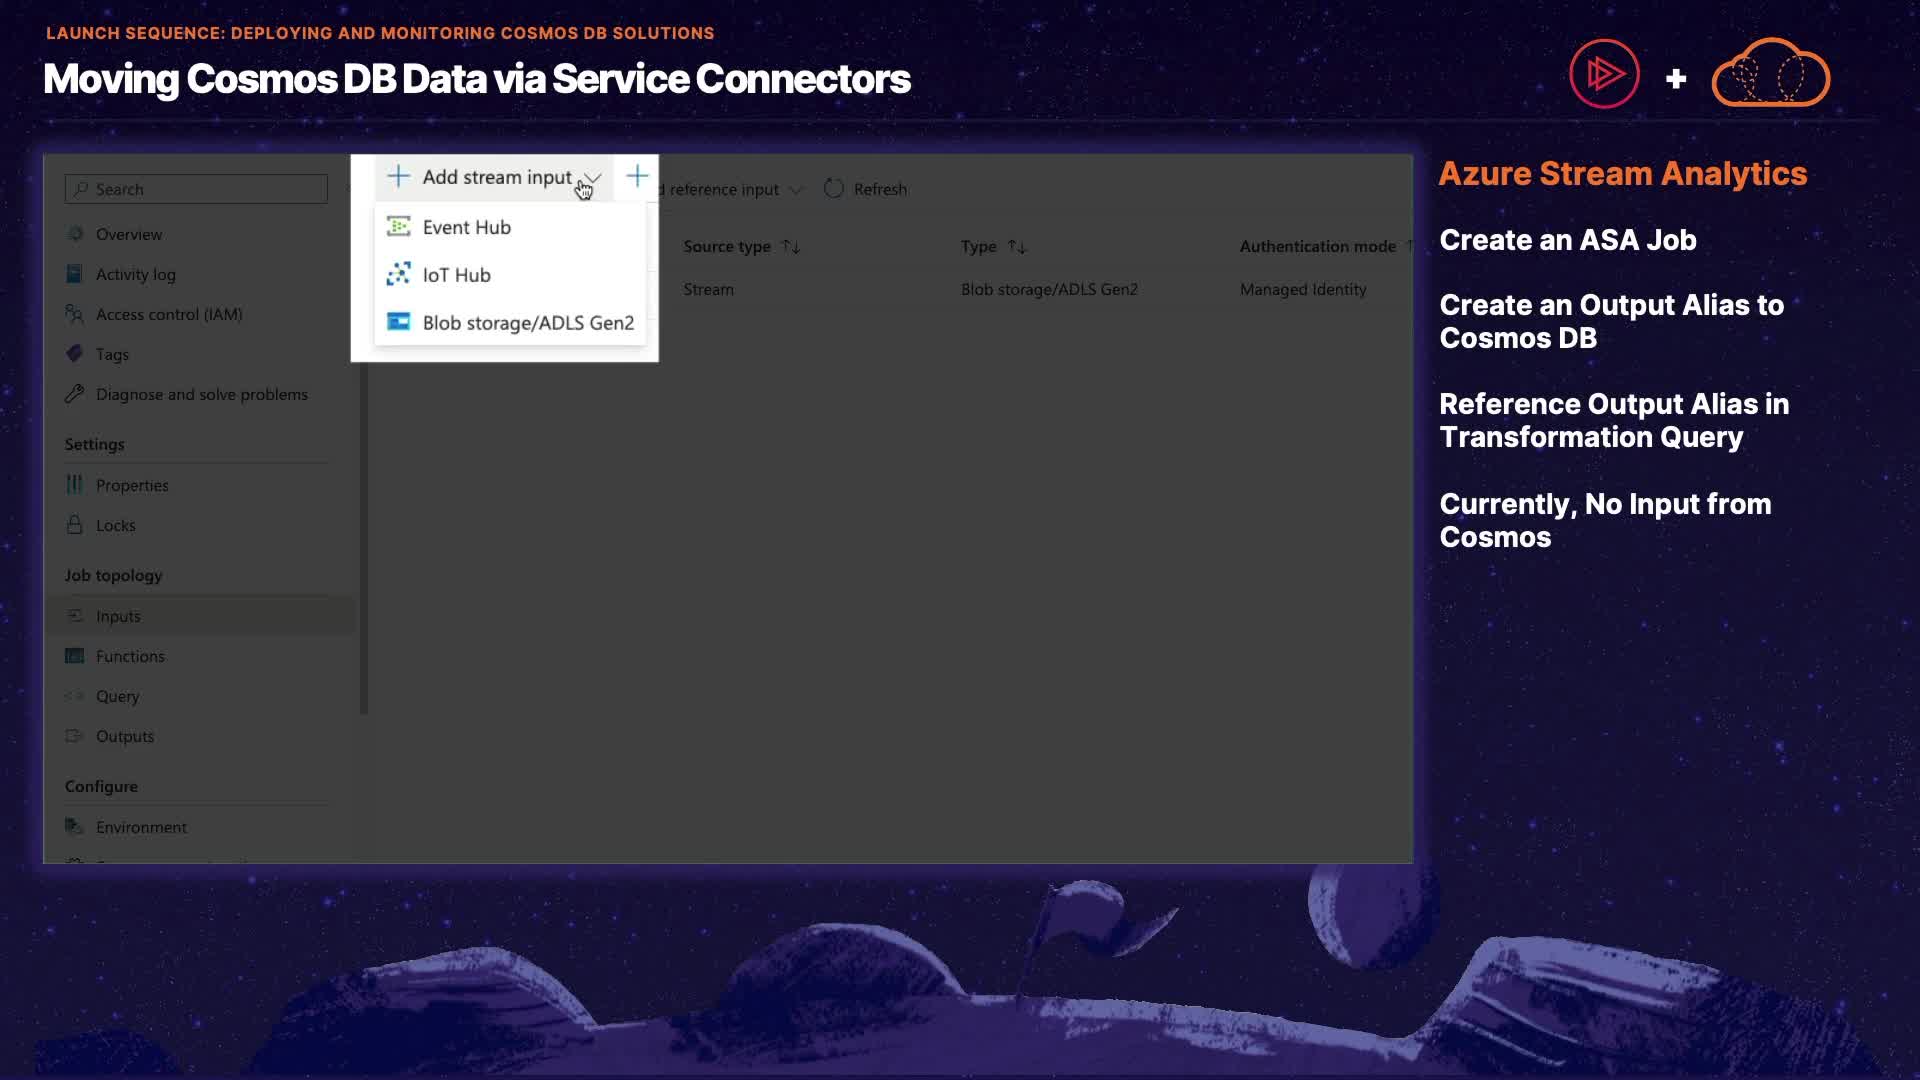 LAUNCH SEQUENCE: DEPLOYING AND MONITORING COSMOS DB SOLUTIONS
Moving Cosmos DB Data via Service Connectors
+
Search
Overview
Activity log
Access control (IAM)
Tags
Diagnose and solve problems
Settings
Properties
Locks
Job topology
Inputs
Functions
Query
Outputs
Configure
Environment
Add stream input
Event Hub
IoT Hub
Blob storage/ADLS Gen2
reference input
Refresh
Source type
Type
Authentication mode
Stream
Blob storage/ADLS Gen2
Managed Identity
Azure Stream Analytics
Create an ASA Job
Create an Output Alias to
Cosmos DB
Reference Output Alias in
Transformation Query
Currently, No Input from
Cosmos